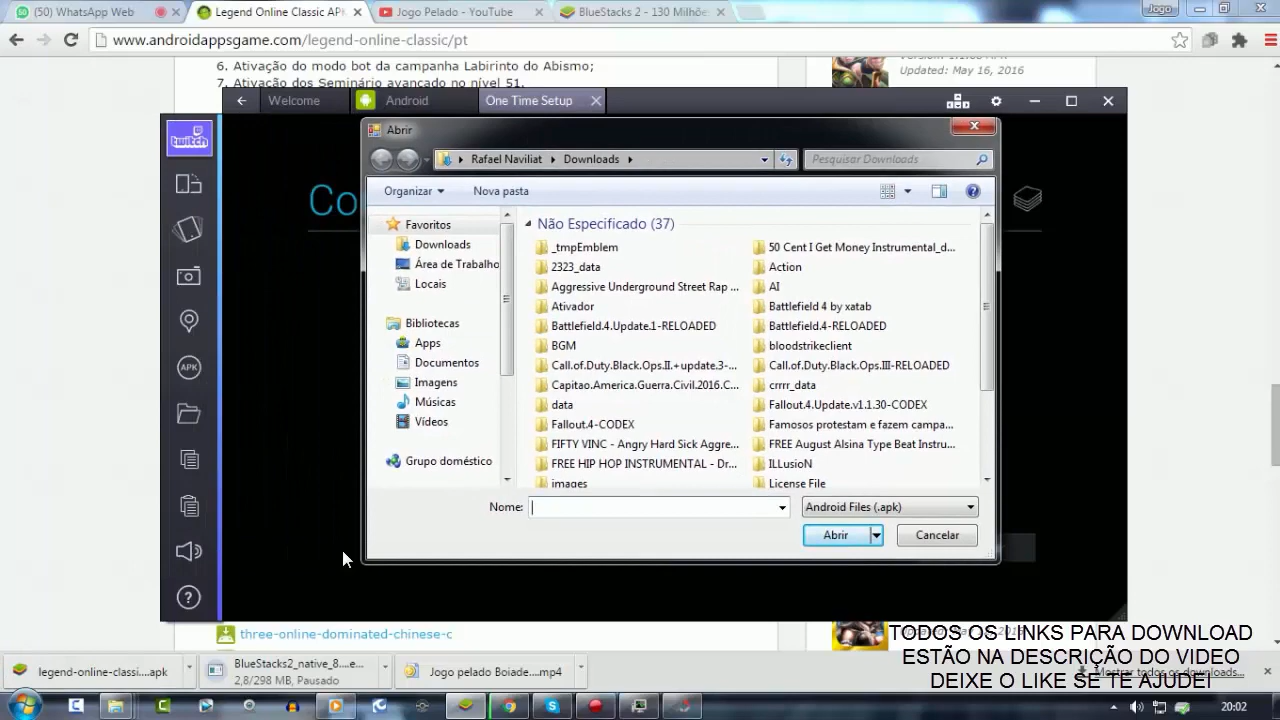 (50) WhatsApp Web
Legend Online Classic AP
Jogo Pelado - YouTube
BlueStacks 2 - 130 Milhõe
Jogo
www.androidappsgame.com/legend-online-classic/pt
6. Ativação do modo bot da campanha Labirinto do Abismo;
7. Ativação dos Seminário avançado no nível 51.
Updated: May 16, 2016
Welcome
Android
One Time Setup
twitch
Co
APK
Abrir
Rafael Naviliat
Downloads
Pesquisar Downloads
Organizar
Nova pasta
Favoritos
Downloads
Área de Trabalho
Locais
Bibliotecas
Apps
Documentos
Imagens
Músicas
Vídeos
Grupo doméstico
Não Especificado (37)
_tmpEmblem
50 Cent I Get Money Instrumental_d...
2323_data
Action
Aggressive Underground Street Rap ...
AI
Ativador
Battlefield 4 by xatab
Battlefield.4.Update.1-RELOADED
Battlefield.4-RELOADED
BGM
bloodstrikeclient
Call.of.Duty.Black.Ops.II.+update.3-...
Call.of.Duty.Black.Ops.III-RELOADED
Capitao.America.Guerra.Civil.2016.C...
crrrr_data
data
Fallout.4.Update.v1.1.30-CODEX
Fallout.4-CODEX
Famosos protestam e fazem campa...
FIFTY VINC - Angry Hard Sick Aggre...
FREE August Alsina Type Beat Instru...
FREE HIP HOP INSTRUMENTAL - Dr...
ILLusioN
images
License File
Nome:
Android Files (.apk)
Abrir
Cancelar
three-online-dominated-chinese-c
TODOOS OS LINKS PARA DOWNLOAD
ESTÃO NA DESCRIÇÃO DO VIDEO
DEIXE O LIKE SE TE AJUDEI
legend-online-classi....apk
BlueStacks2_native_8....e...
2,8/298 MB, Pausado
Jogo pelado Boiade....mp4
Mostrar todos os downloads...
20:02